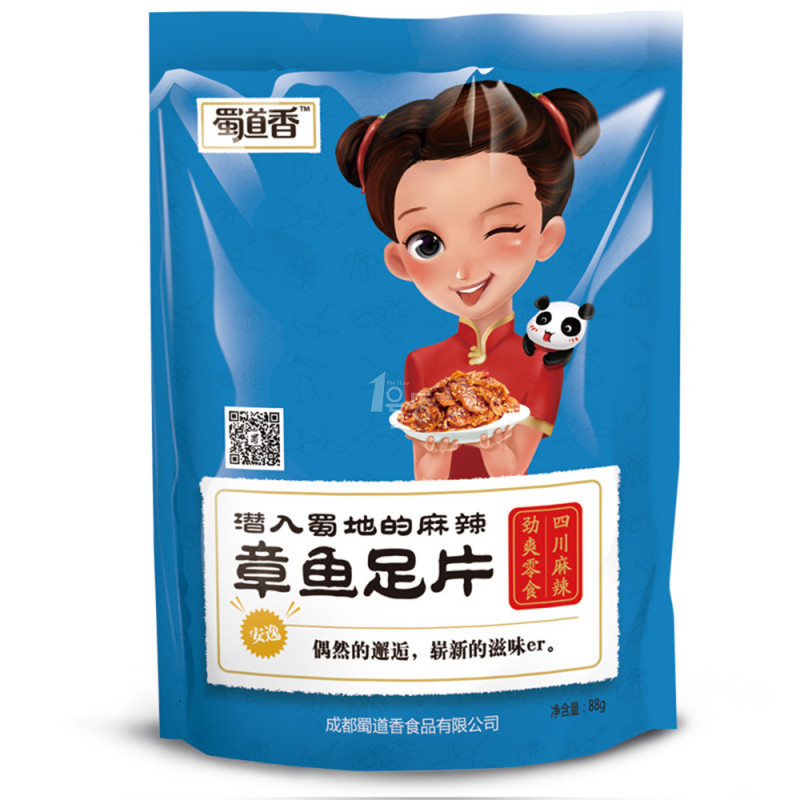 蜀道香™
潜入蜀地的麻辣
章鱼足片
四川麻辣
劲爽零食
安逸
偶然的邂逅，崭新的滋味er。
净含量：88g
成都蜀道香食品有限公司